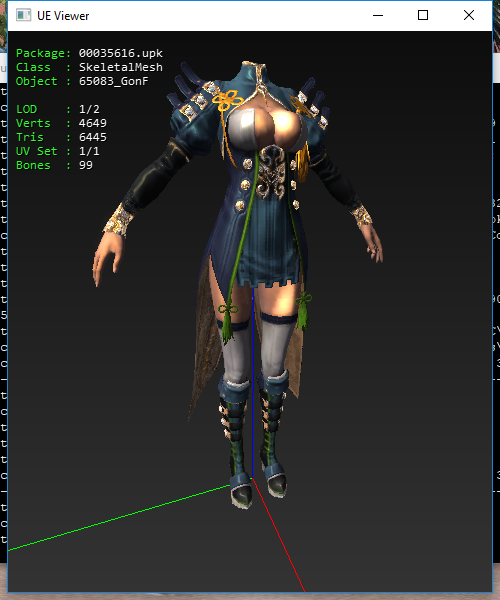 UE Viewer
Package: 00035616.upk
Class : SkeletalMesh
Object : 65083_GonF
LOD : 1/2
Verts : 4649
Tris : 6445
UV Set : 1/1
Bones : 99